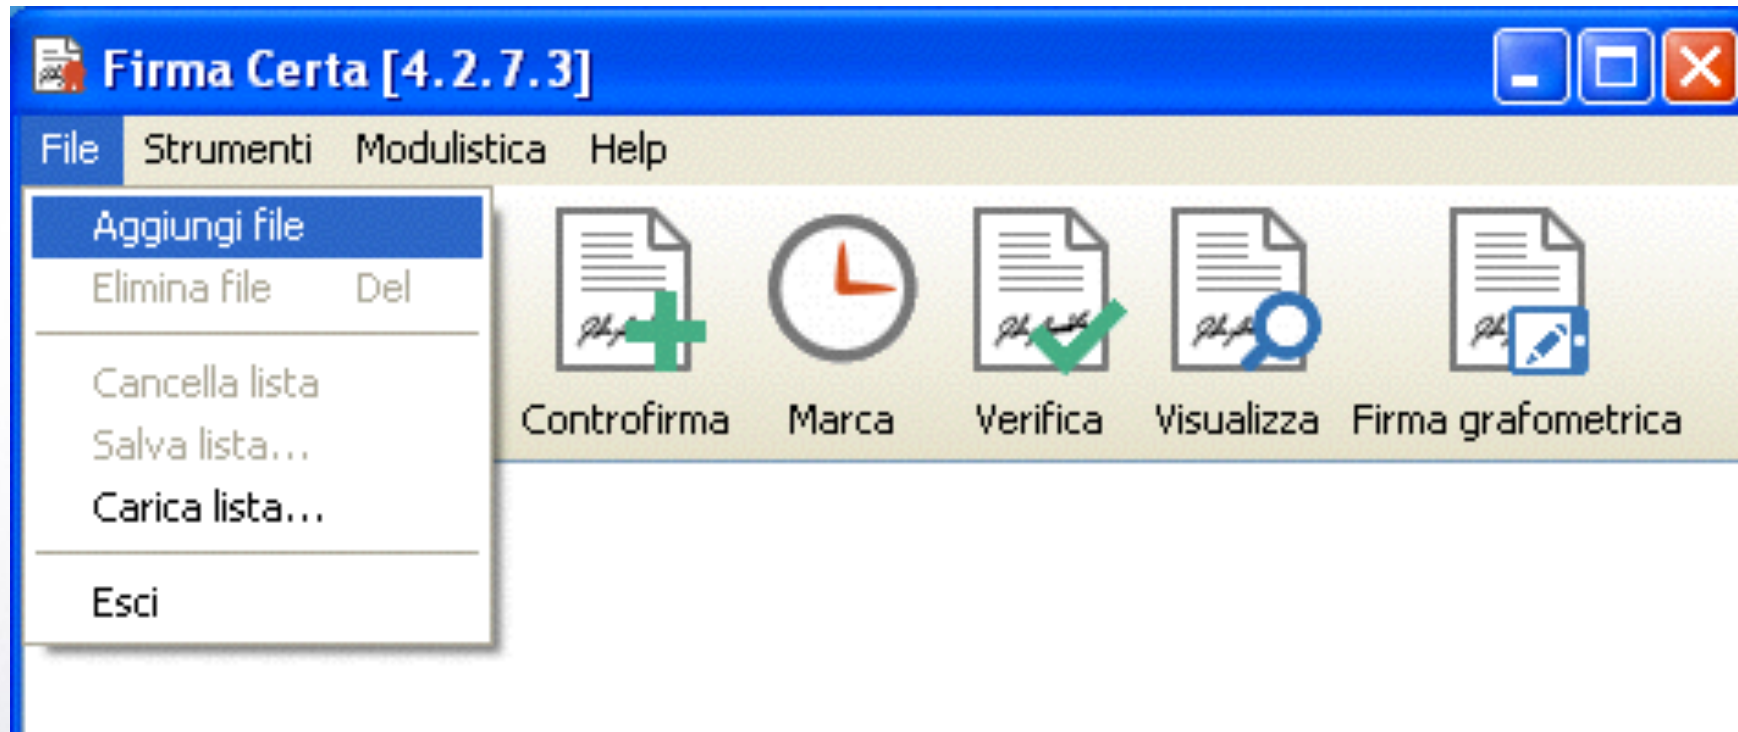 Firma Certa [4.2.7.3]
File Strumenti Modulistica Help
Aggiungi file
Elimina file Del
Cancella lista
Salva lista...
Carica lista...
Esci
Controfirma Marca Verifica Visualizza Firma grafometrica